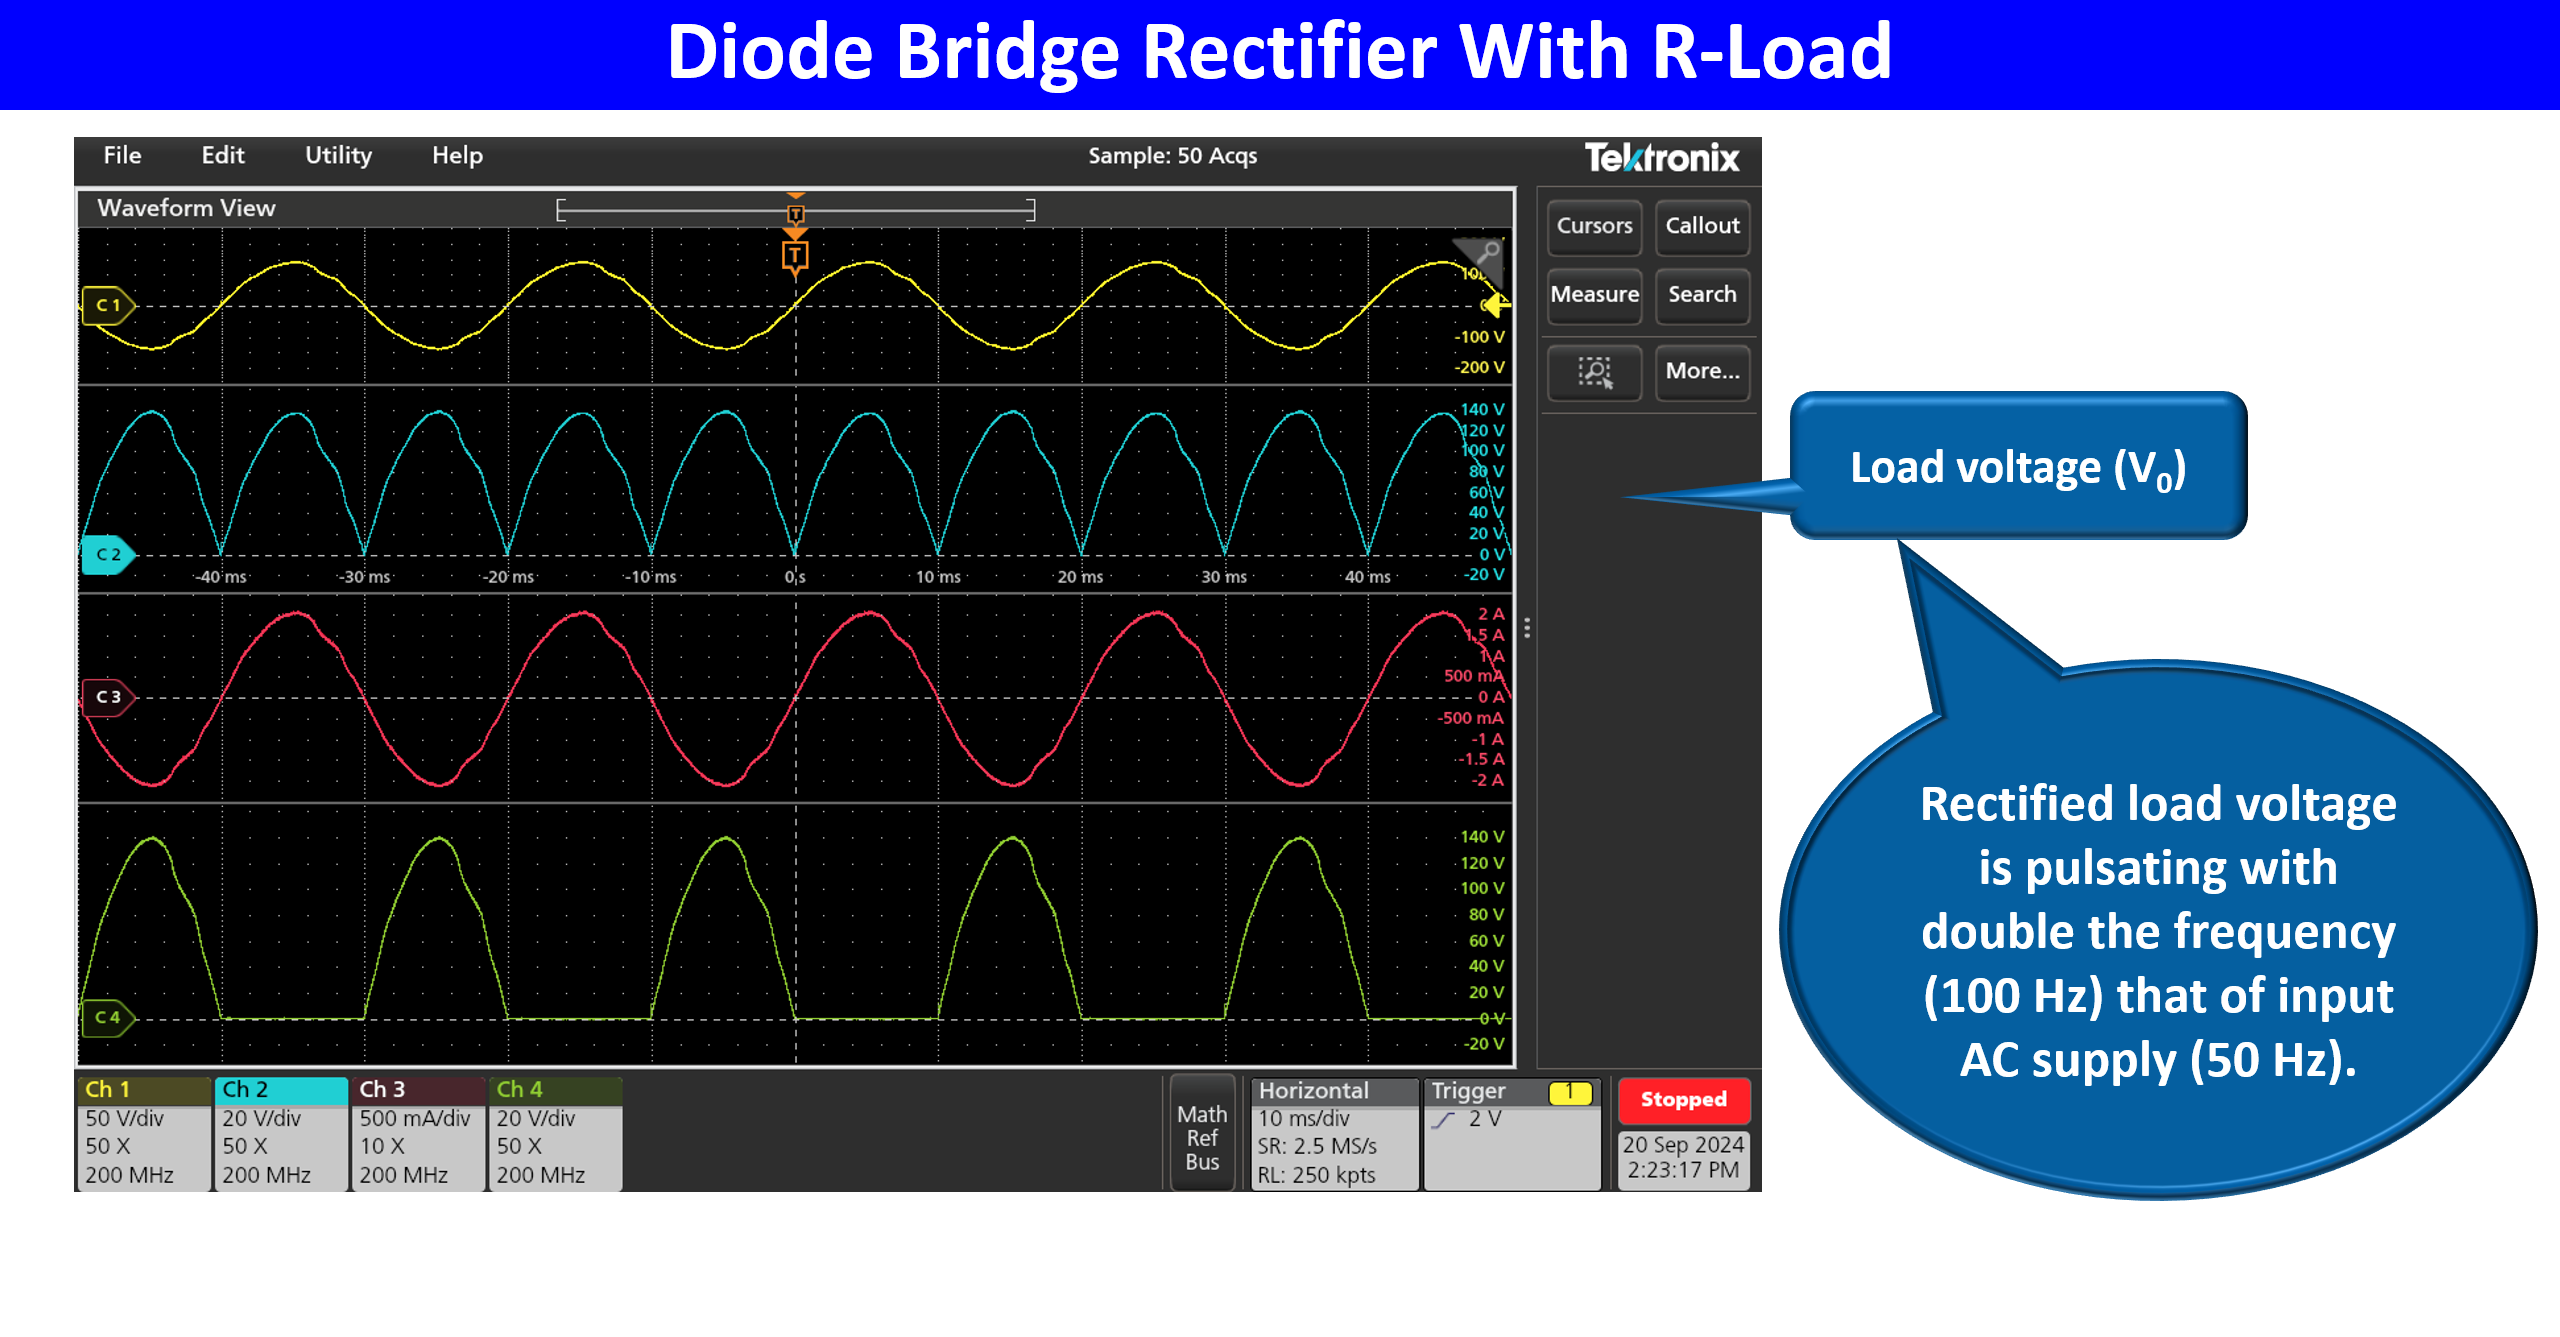 Diode Bridge Rectifier With R-Load
File Edit Utility Help Sample: 50 Acqs Tektronix
Waveform View
T
T
Cursors Callout
Measure Search
More...
C 1
-100 V
-200 V
140 V
120 V
100 V
80 V
60 V
40 V
20 V
0 V
-20 V
C 2
-40 ms -30 ms -20 ms -10 ms 0 s 10 ms 20 ms 30 ms 40 ms
2 A
1.5 A
1 A
500 mA
0 A
-500 mA
-1 A
-1.5 A
-2 A
C 3
140 V
120 V
100 V
80 V
60 V
40 V
20 V
0 V
-20 V
C 4
Ch 1
50 V/div
50 X
200 MHz
Ch 2
20 V/div
50 X
200 MHz
Ch 3
500 mA/div
10 X
200 MHz
Ch 4
20 V/div
50 X
200 MHz
Math
Ref
Bus
Horizontal
10 ms/div
SR: 2.5 MS/s
RL: 250 kpts
Trigger 1
2 V
Stopped
20 Sep 2024
2:23:17 PM
Load voltage (V0)
Rectified load voltage
is pulsating with
double the frequency
(100 Hz) that of input
AC supply (50 Hz).